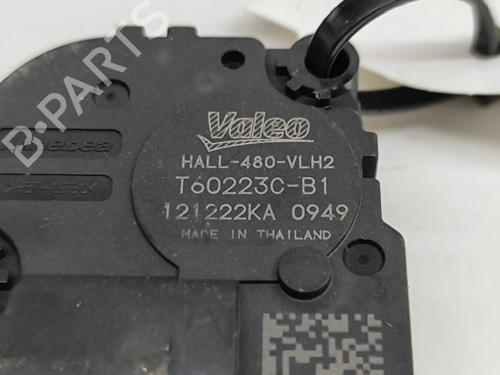 Valeo
HALL-480-VLH2
T60223C-B1
121222KA 0949
MADE IN THAILAND
B-PARTS